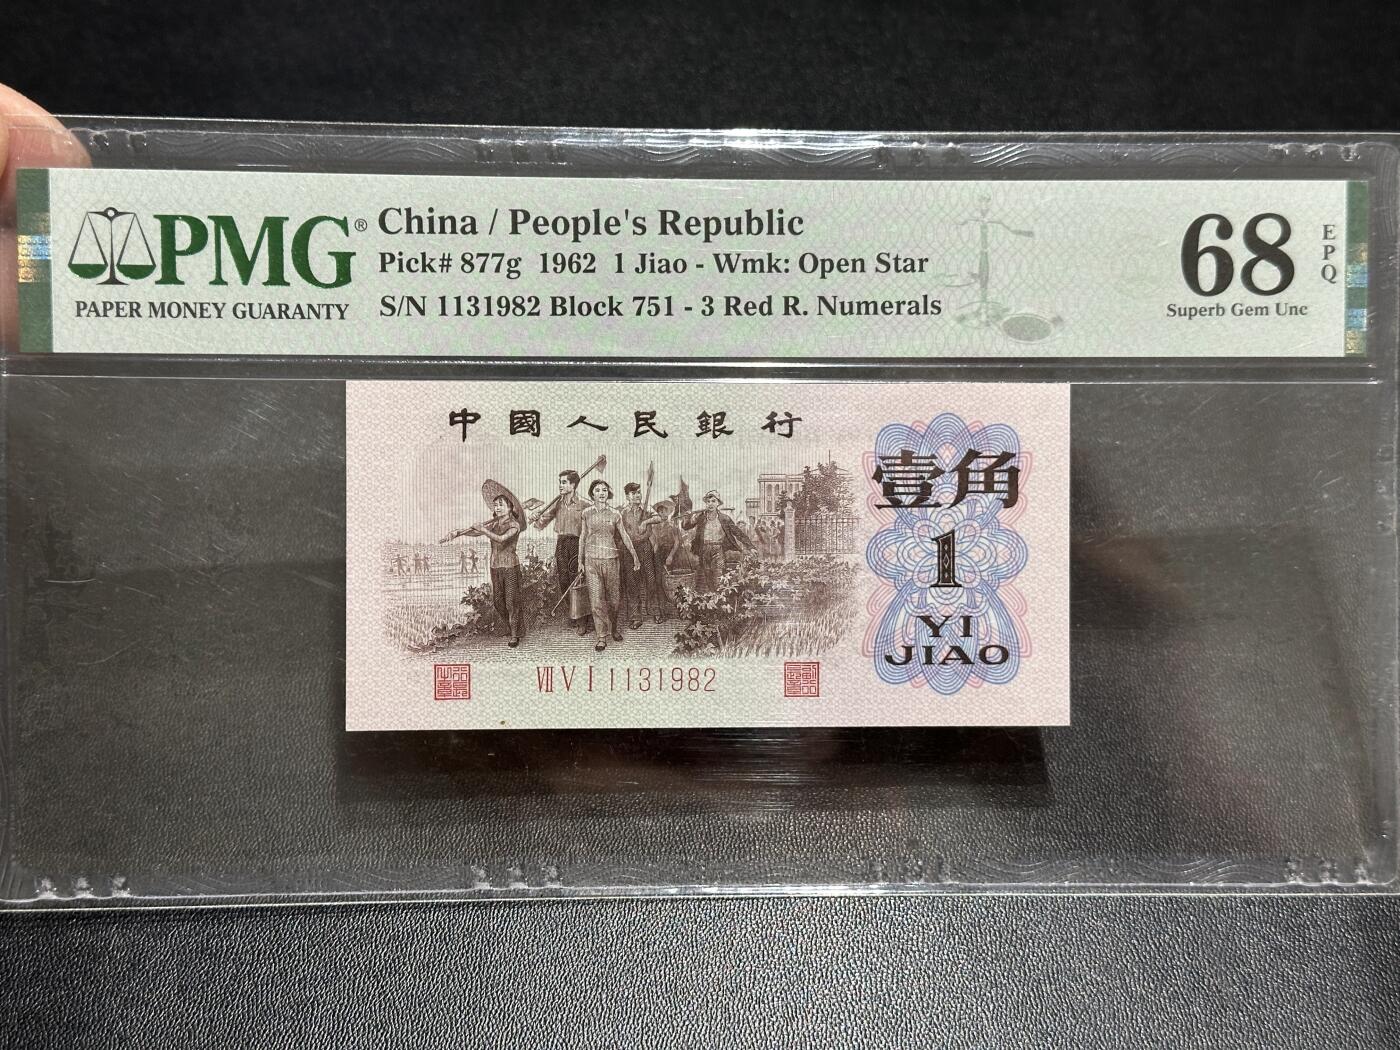 PMG®
PAPER MONEY GUARANTY
China / People's Republic
Pick# 877g 1962 1 Jiao - Wmk: Open Star
S/N 1131982 Block 751 - 3 Red R. Numerals
68
EPQ
Superb Gem Unc
中國人民銀行
壹角
1
YI
JIAO
VII V I 1131982